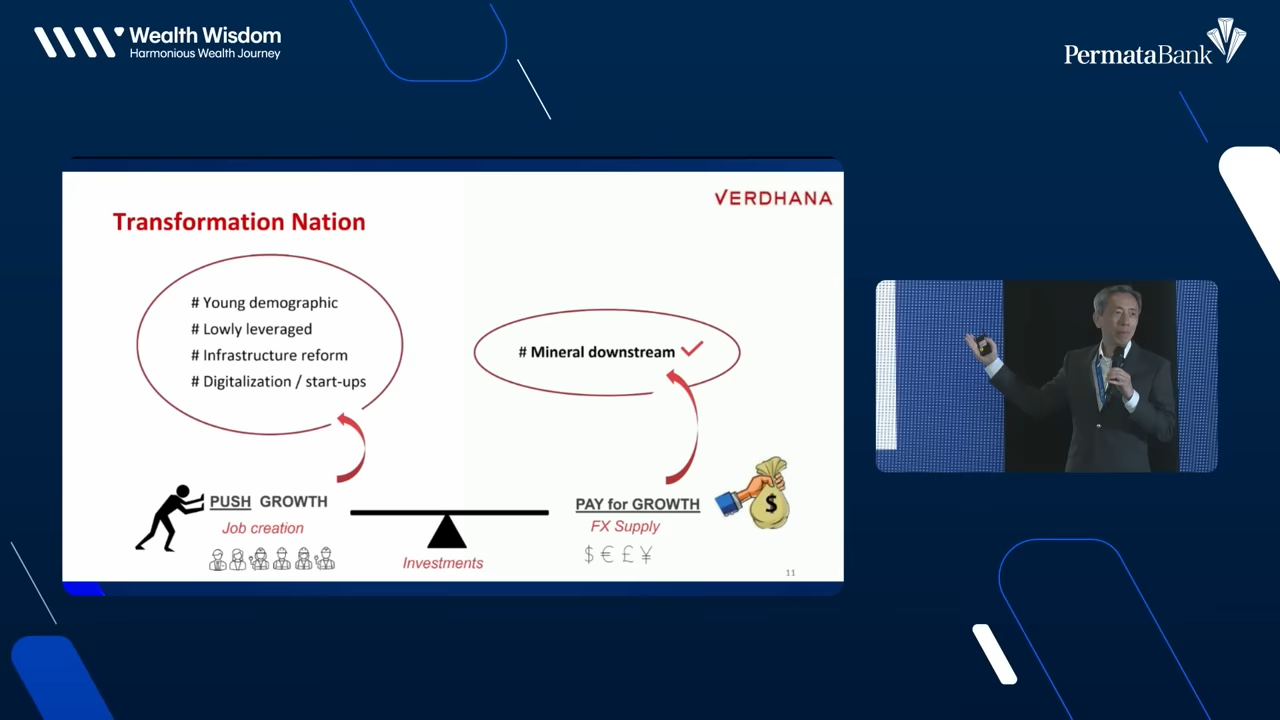 Wealth Wisdom
Harmonious Wealth Journey
PermataBank
VERDHANA
Transformation Nation
# Young demographic
# Lowly leveraged
# Infrastructure reform
# Digitalization / start-ups
# Mineral downstream
PUSH GROWTH
Job creation
Investments
PAY for GROWTH
FX Supply
$ € £ ¥
$
11